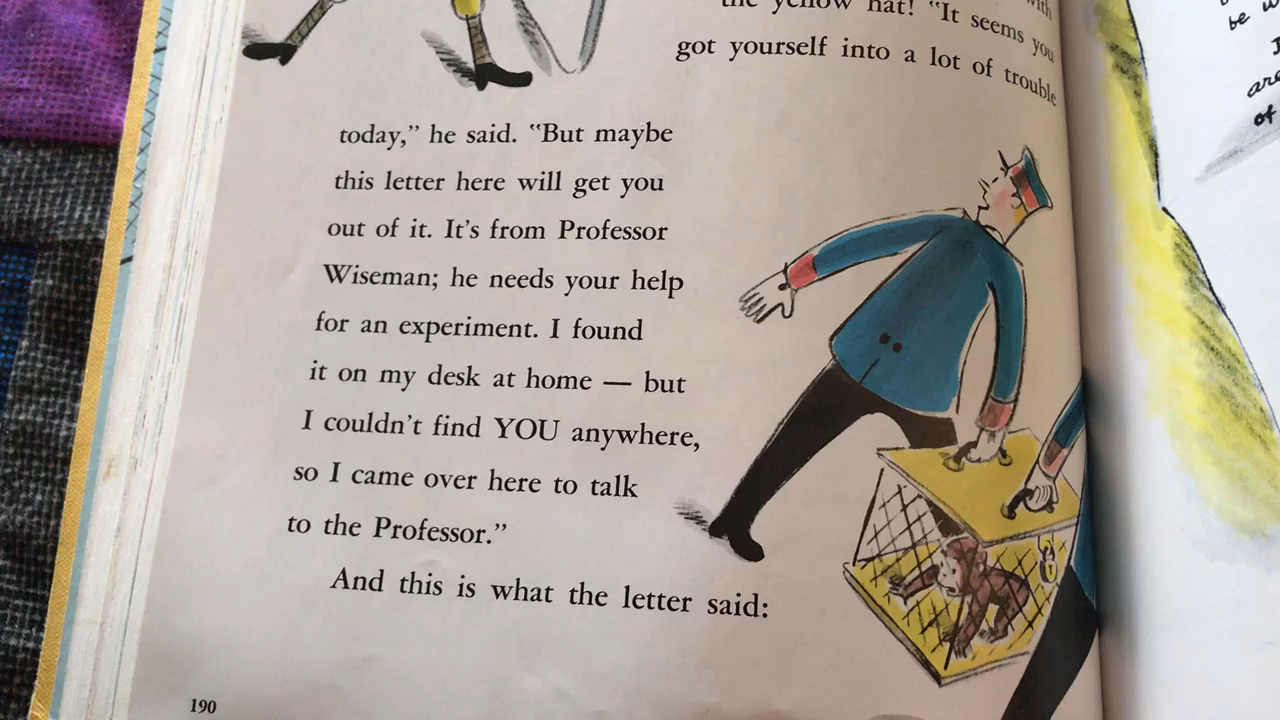 the yellow hat! "It seems you
got yourself into a lot of trouble
today," he said. "But maybe
this letter here will get you
out of it. It's from Professor
Wiseman; he needs your help
for an experiment. I found
it on my desk at home — but
I couldn't find YOU anywhere,
so I came over here to talk
to the Professor."
And this is what the letter said:
190
be
of